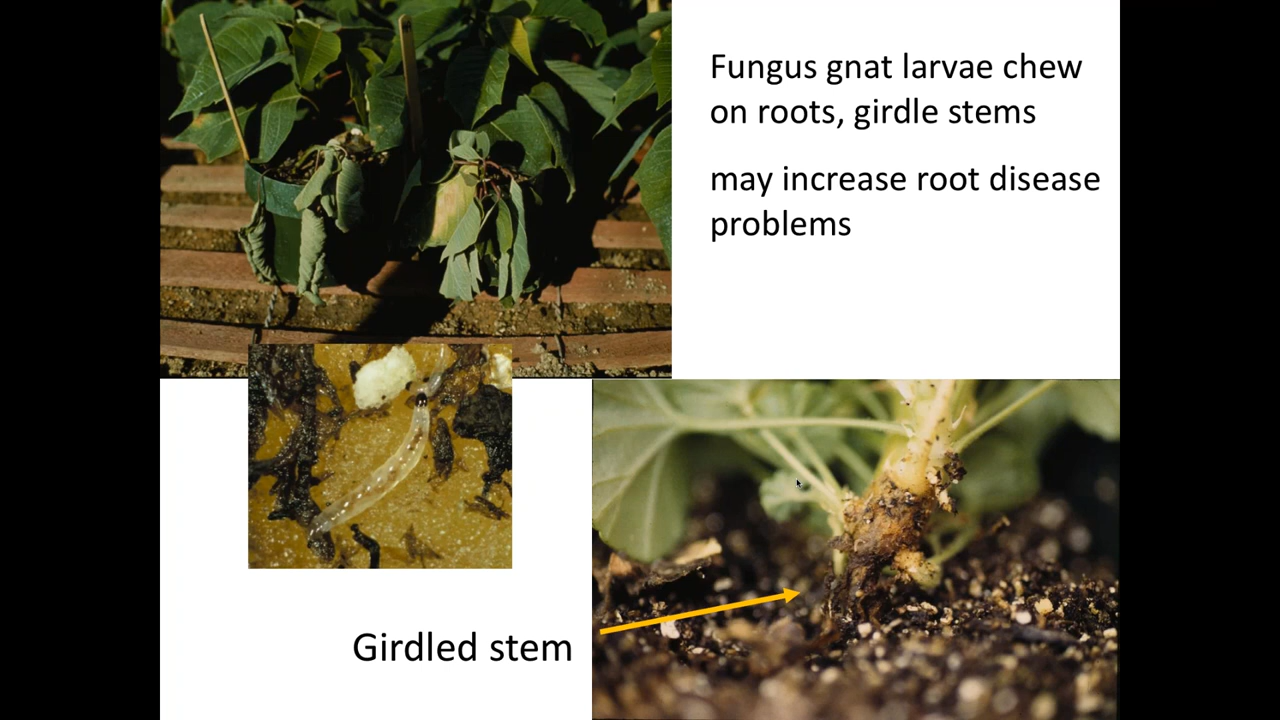 Fungus gnat larvae chew
on roots, girdle stems
may increase root disease
problems
Girdled stem